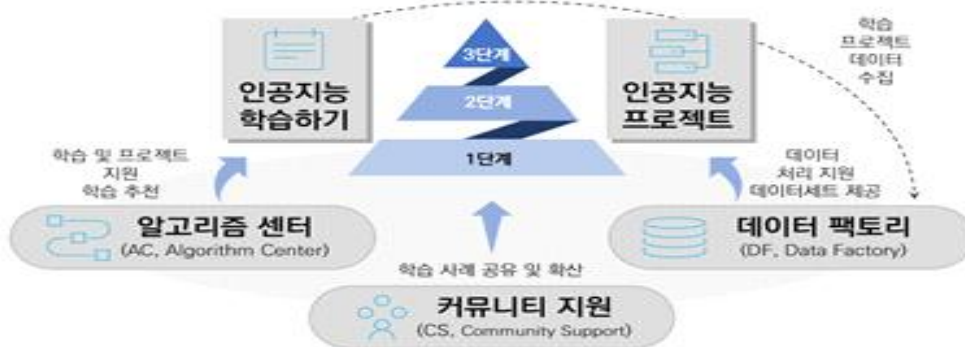 인공지능
학습하기
3단계
2단계
1단계
인공지능
프로젝트
학습
프로젝트
데이터
수집
학습 및 프로젝트
지원
학습 추천
데이터
처리 지원
데이터세트 제공
알고리즘 센터
(AC, Algorithm Center)
데이터 팩토리
(DF, Data Factory)
학습 사례 공유 및 확산
커뮤니티 지원
(CS, Community Support)